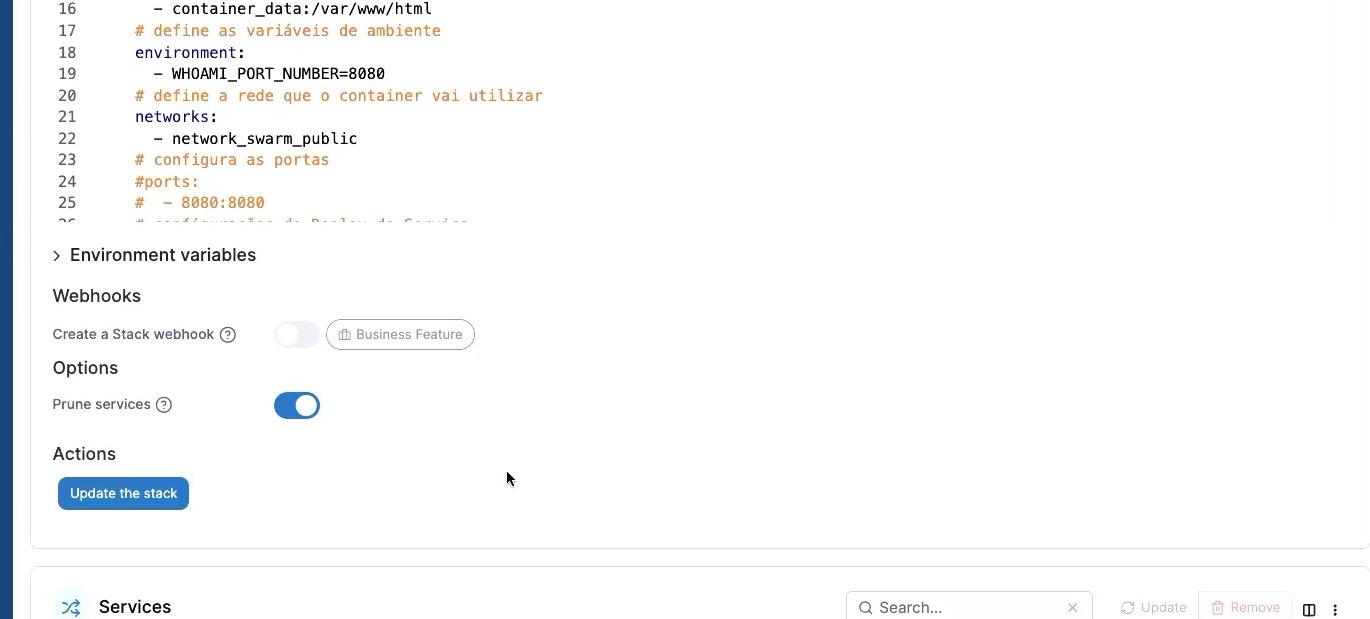 16 - container_data:/var/www/html
17 # define as variáveis de ambiente
18 environment:
19 - WHOAMI_PORT_NUMBER=8080
20 # define a rede que o container vai utilizar
21 networks:
22 - network_swarm_public
23 # configura as portas
24 #ports:
25 # - 8080:8080
Environment variables
Webhooks
Create a Stack webhook ? Business Feature
Options
Prune services ?
Actions
Update the stack
Services Search... Update Remove